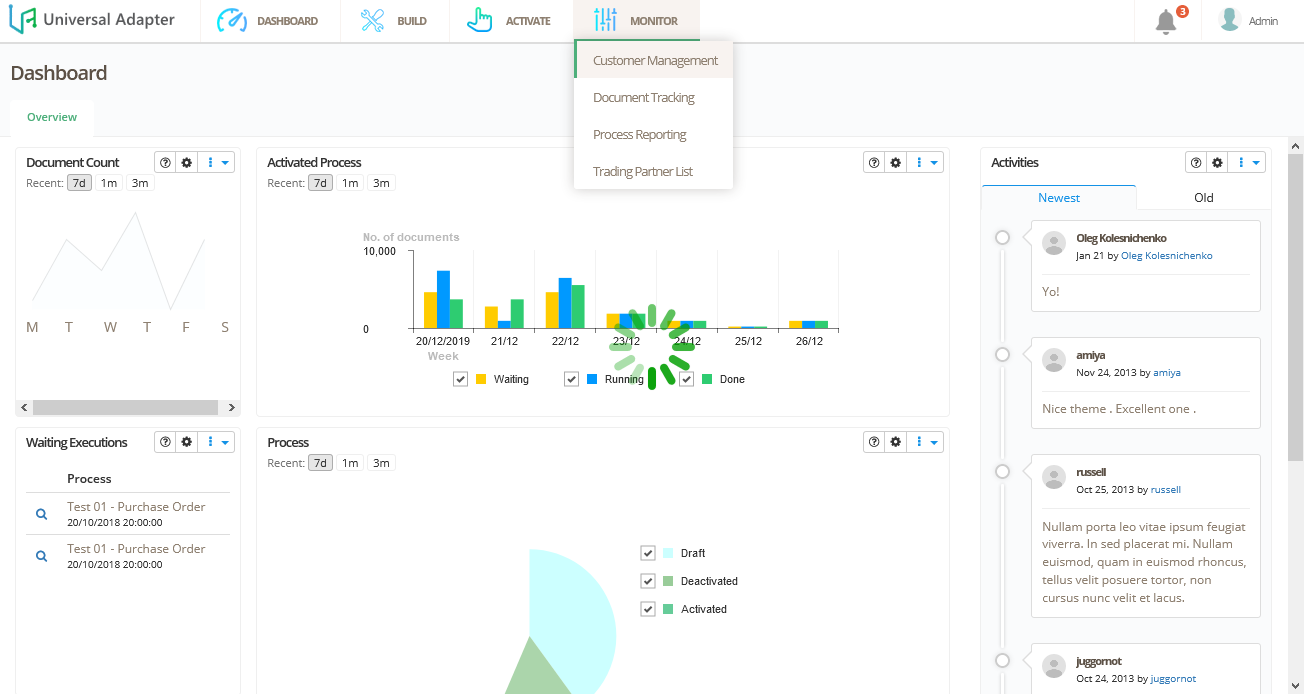 Universal Adapter
DASHBOARD
BUILD
ACTIVATE
MONITOR
3
Admin
Customer Management
Document Tracking
Process Reporting
Trading Partner List
Dashboard
Overview
Document Count
Recent: 7d 1m 3m
M T W T F S
Activated Process
Recent: 7d 1m 3m
No. of documents
10,000
0
20/12/2019 21/12 22/12 23/12 24/12 25/12 26/12
Week
Waiting Running Done
Activities
Newest Old
Oleg Kolesnichenko
Jan 21 by Oleg Kolesnichenko
Yo!
amiya
Nov 24, 2013 by amiya
Nice theme . Excellent one .
russell
Oct 25, 2013 by russell
Nullam porta leo vitae ipsum feugiat
viverra. In sed placerat mi. Nullam
euismod, quam in euismod rhoncus,
tellus velit posuere tortor, non
cursus nunc velit et lacus.
juggornot
Oct 24, 2013 by juggornot
Waiting Executions
Process
Test 01 - Purchase Order
20/10/2018 20:00:00
Test 01 - Purchase Order
20/10/2018 20:00:00
Process
Recent: 7d 1m 3m
Draft
Deactivated
Activated